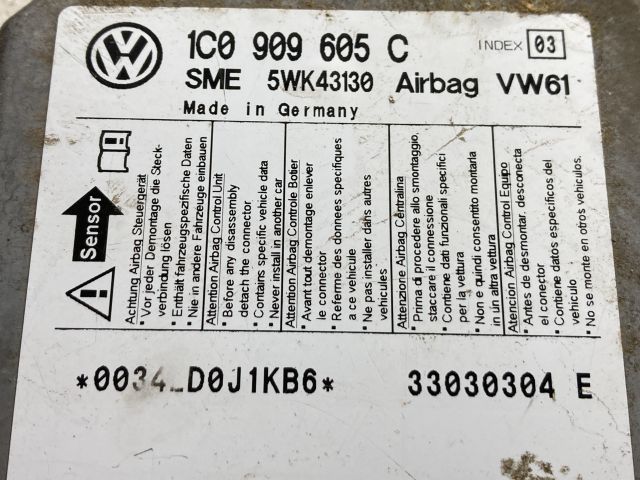 VW
1C0 909 605 C
INDEX 03
SME 5WK43130 Airbag VW61
Made in Germany
Sensor
Achtung Airbag Steuergerät
• Vor jeder Demontage die Steck-
verbindung lösen
• Enthält fahrzeugspezifische Daten
• Nie in andere Fahrzeuge einbauen
Attention Airbag Control Unit
• Before any disassembly
detach the connector
• Contains specific vehicle data
• Never install in another car
Attention Airbag Controle Boitier
• Avant tout demontage enlever
le connector
• Referme des donnees specifiques
a ce vehicule
• Ne pas installer dans autres
vehicules
Attenzione Airbag Centralina
• Prima di procedere allo smontaggio,
staccare il connessione
• Contiene dati funzionali specifici
per la vettura
• Non e quindi consentito montarla
in ún altra vettura
Atencion Airbag Control Equipo
• Antes de desmontar, desconecta
el conector
• Contiene datos especificos del
vehiculo
• No se monte en otros vehiculos.
33030304 E